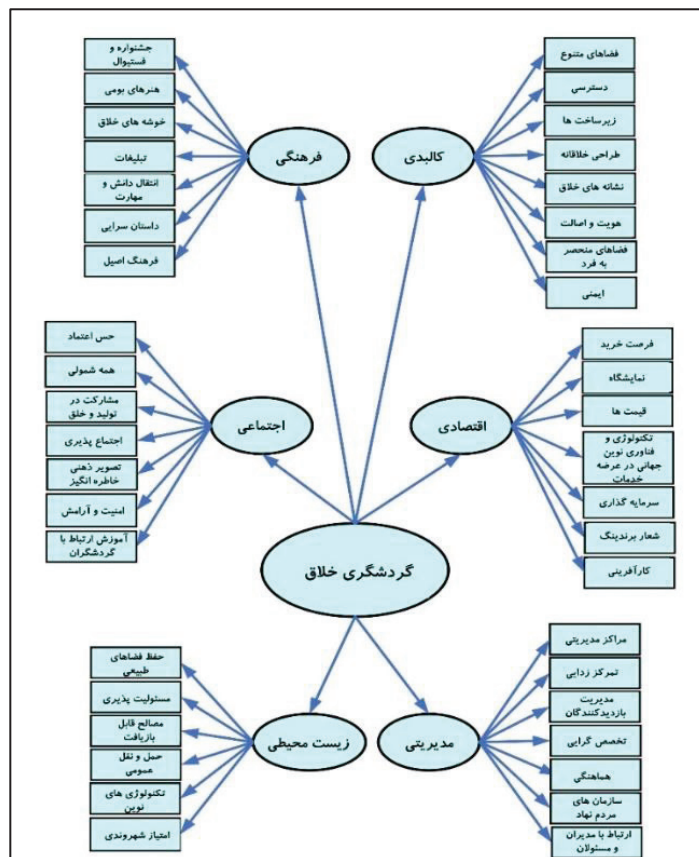 فضاهای متنوع
دسترسی
زیرساخت ها
طراحی خلاقانه
نشانه های خلاق
هویت و اصالت
فضاهای منحصر
به فرد
ایمنی
کالبدی
جشنواره و
فستیوال
هنرهای بومی
خوشه های خلاق
تبلیغات
انتقال دانش و
مهارت
داستان سرایی
فرهنگ اصیل
فرهنگی
فرصت خرید
نمایشگاه
قیمت ها
تکنولوژی و
فناوری نوین
جهانی در عرضه
خدمات
سرمایه گذاری
شعار برندینگ
کارآفرینی
اقتصادی
حس اعتماد
همه شمولی
مشارکت در
تولید و خلق
اجتماع پذیری
تصویر ذهنی
خاطره انگیز
امنیت و آرامش
آموزش ارتباط با
گردشگران
اجتماعی
گردشگری خلاق
مراکز مدیریتی
تمرکز زدایی
مدیریت
بازدیدکنندگان
تخصص گرایی
هماهنگی
سازمان های
مردم نهاد
ارتباط با مدیران
و مسئولان
مدیریتی
حفظ فضاهای
طبیعی
مسئولیت پذیری
مصالح قابل
بازیافت
حمل و نقل
عمومی
تکنولوژی های
نوین
امتیاز شهروندی
زیست محیطی